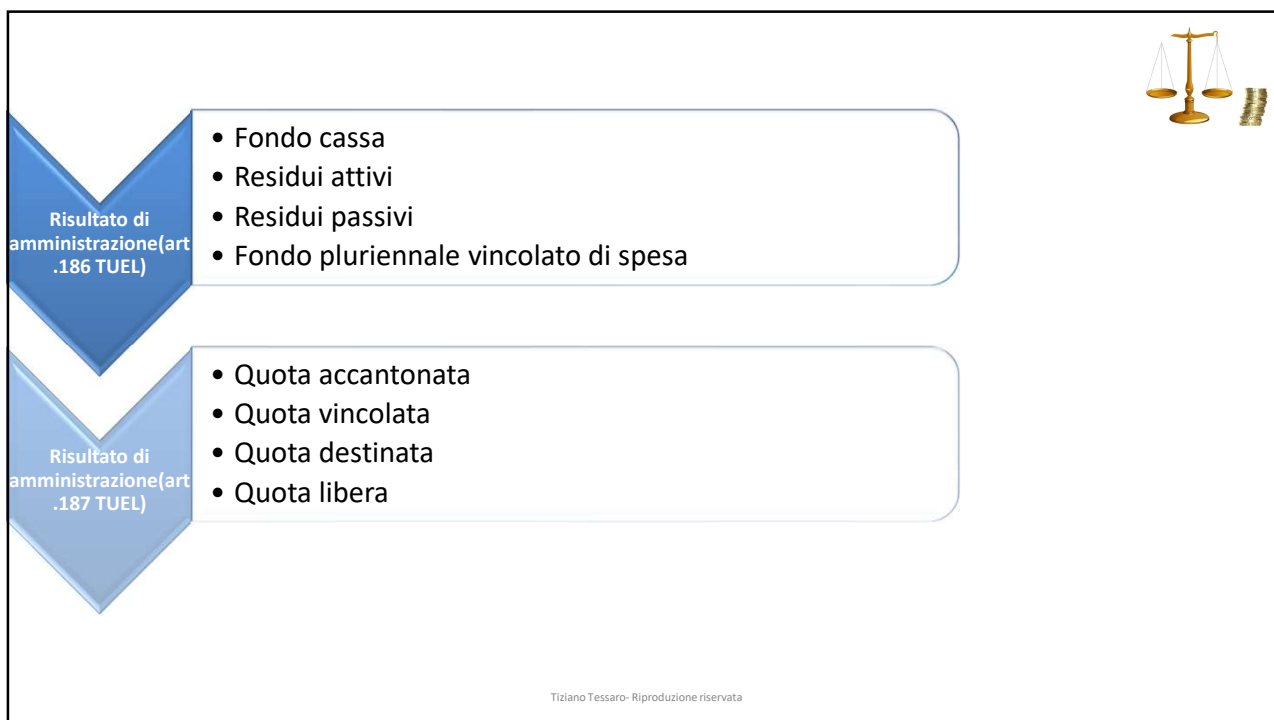 Risultato di
amministrazione(art
.186 TUEL)
• Fondo cassa
• Residui attivi
• Residui passivi
• Fondo pluriennale vincolato di spesa
Risultato di
amministrazione(art
.187 TUEL)
• Quota accantonata
• Quota vincolata
• Quota destinata
• Quota libera
Tiziano Tessaro- Riproduzione riservata